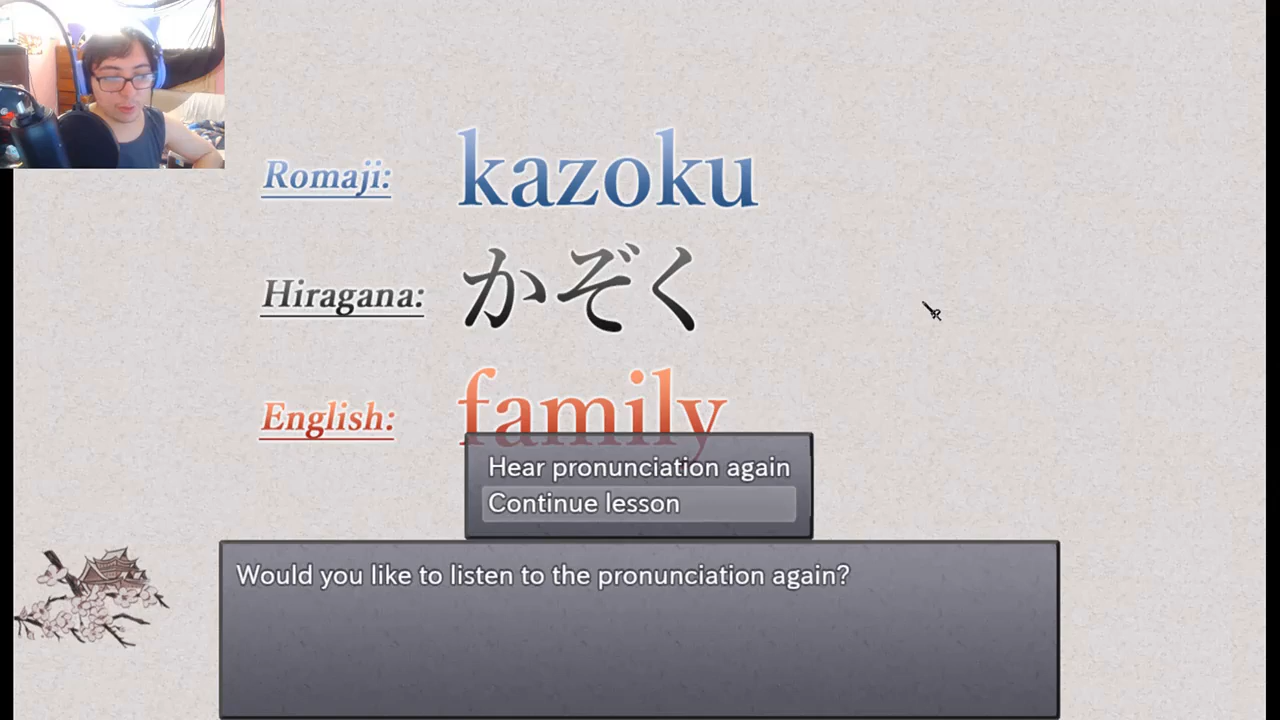 Romaji: kazoku
Hiragana: かぞく
English: family
Hear pronunciation again
Continue lesson
Would you like to listen to the pronunciation again?